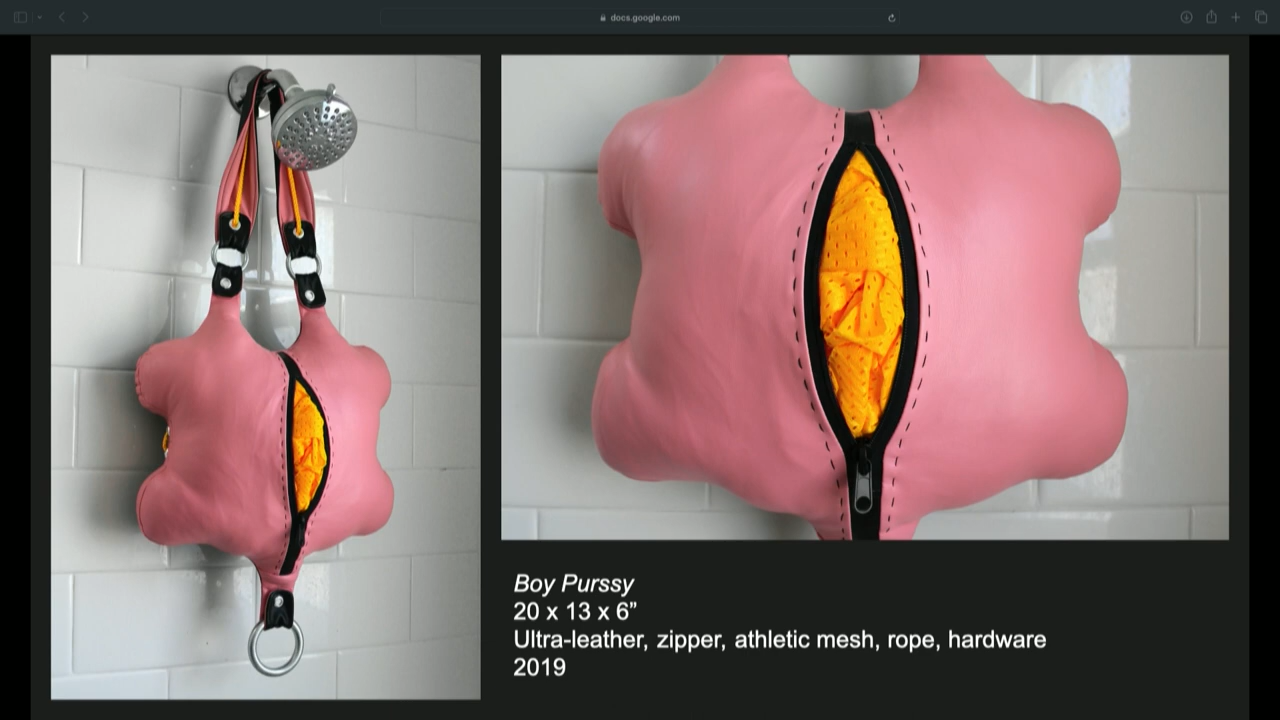 docs.google.com
Boy Purssy
20 x 13 x 6”
Ultra-leather, zipper, athletic mesh, rope, hardware
2019